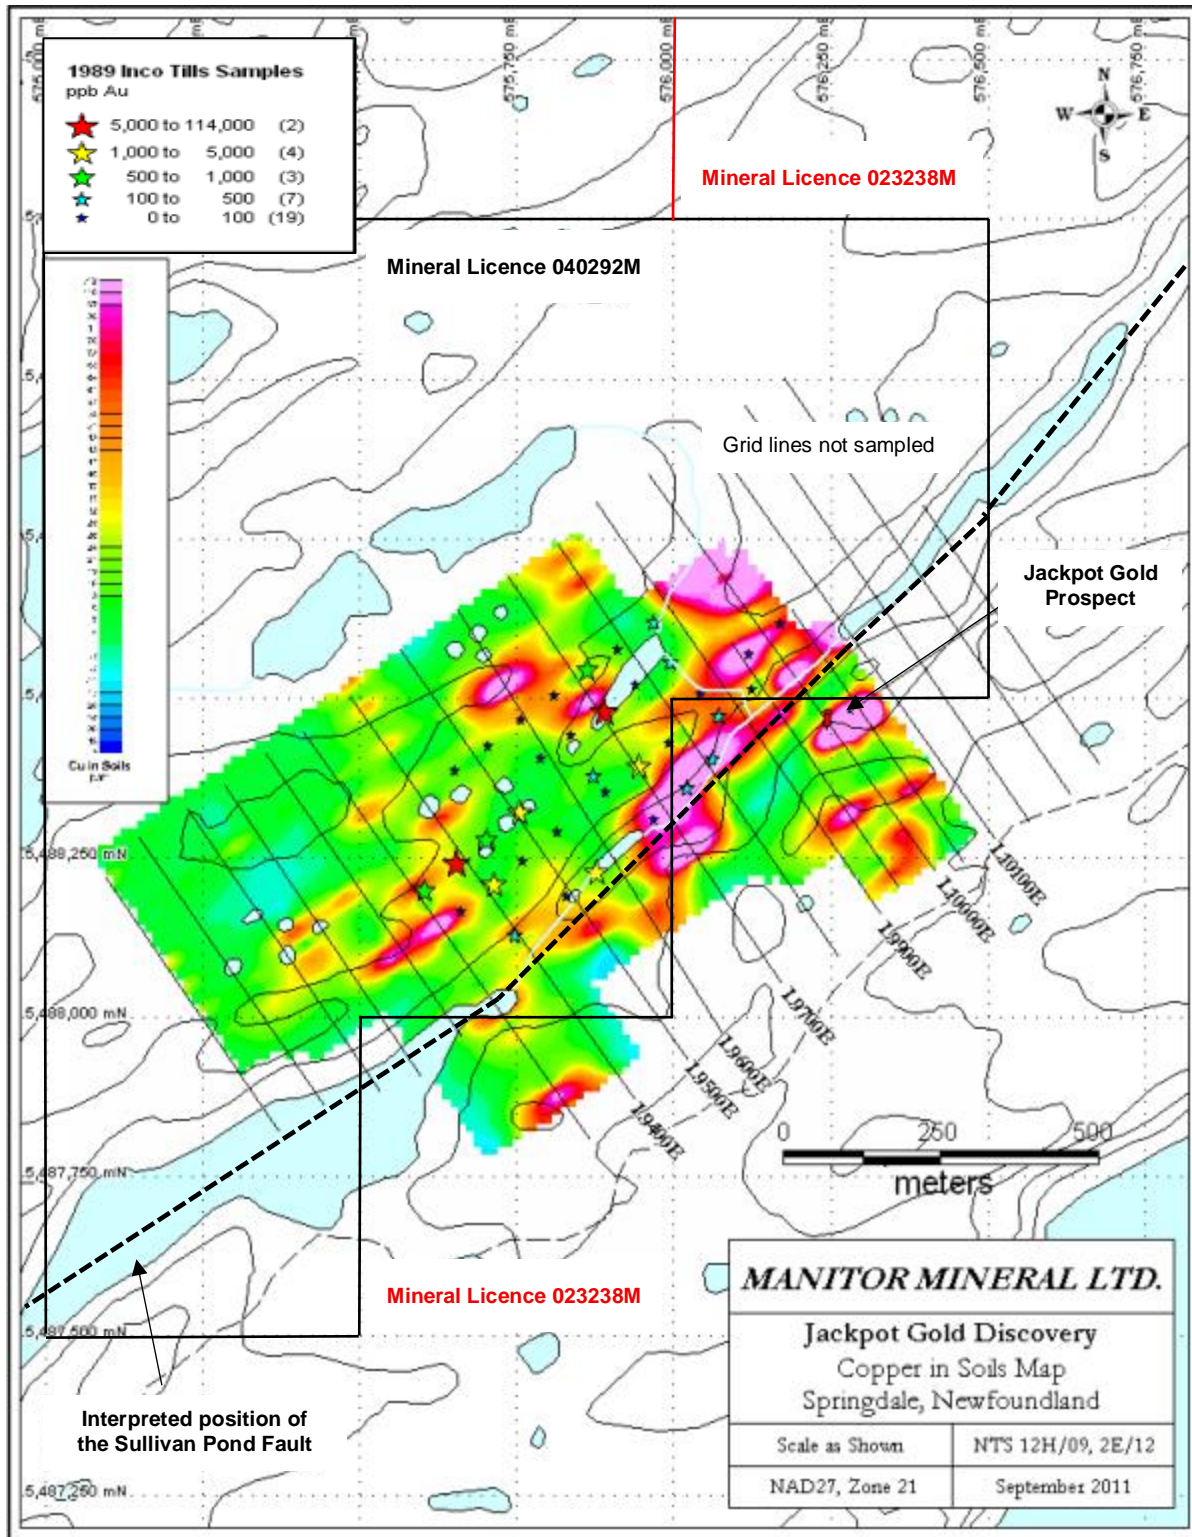 575,750 mE
576,000 mE
576,250 mE
576,500 mE
576,750 mE
1989 Inco Tills Samples
ppb Au
5,000 to 114,000 (2)
1,000 to 5,000 (4)
500 to 1,000 (3)
100 to 500 (7)
0 to 100 (19)
N
W E
S
Mineral Licence 023238M
Mineral Licence 040292M
Grid lines not sampled
Jackpot Gold
Prospect
Cu in Soils
5,488,250 mN
5,488,000 mN
5,487,750 mN
5,487,500 mN
5,487,250 mN
L10100E
L10000E
L9900E
L9700E
L9600E
L9500E
L9400E
0 250 500
meters
Mineral Licence 023238M
Interpreted position of
the Sullivan Pond Fault
MANITOR MINERAL LTD.
Jackpot Gold Discovery
Copper in Soils Map
Springdale, Newfoundland
Scale as Shown
NTS 12H/09, 2E/12
NAD27, Zone 21
September 2011